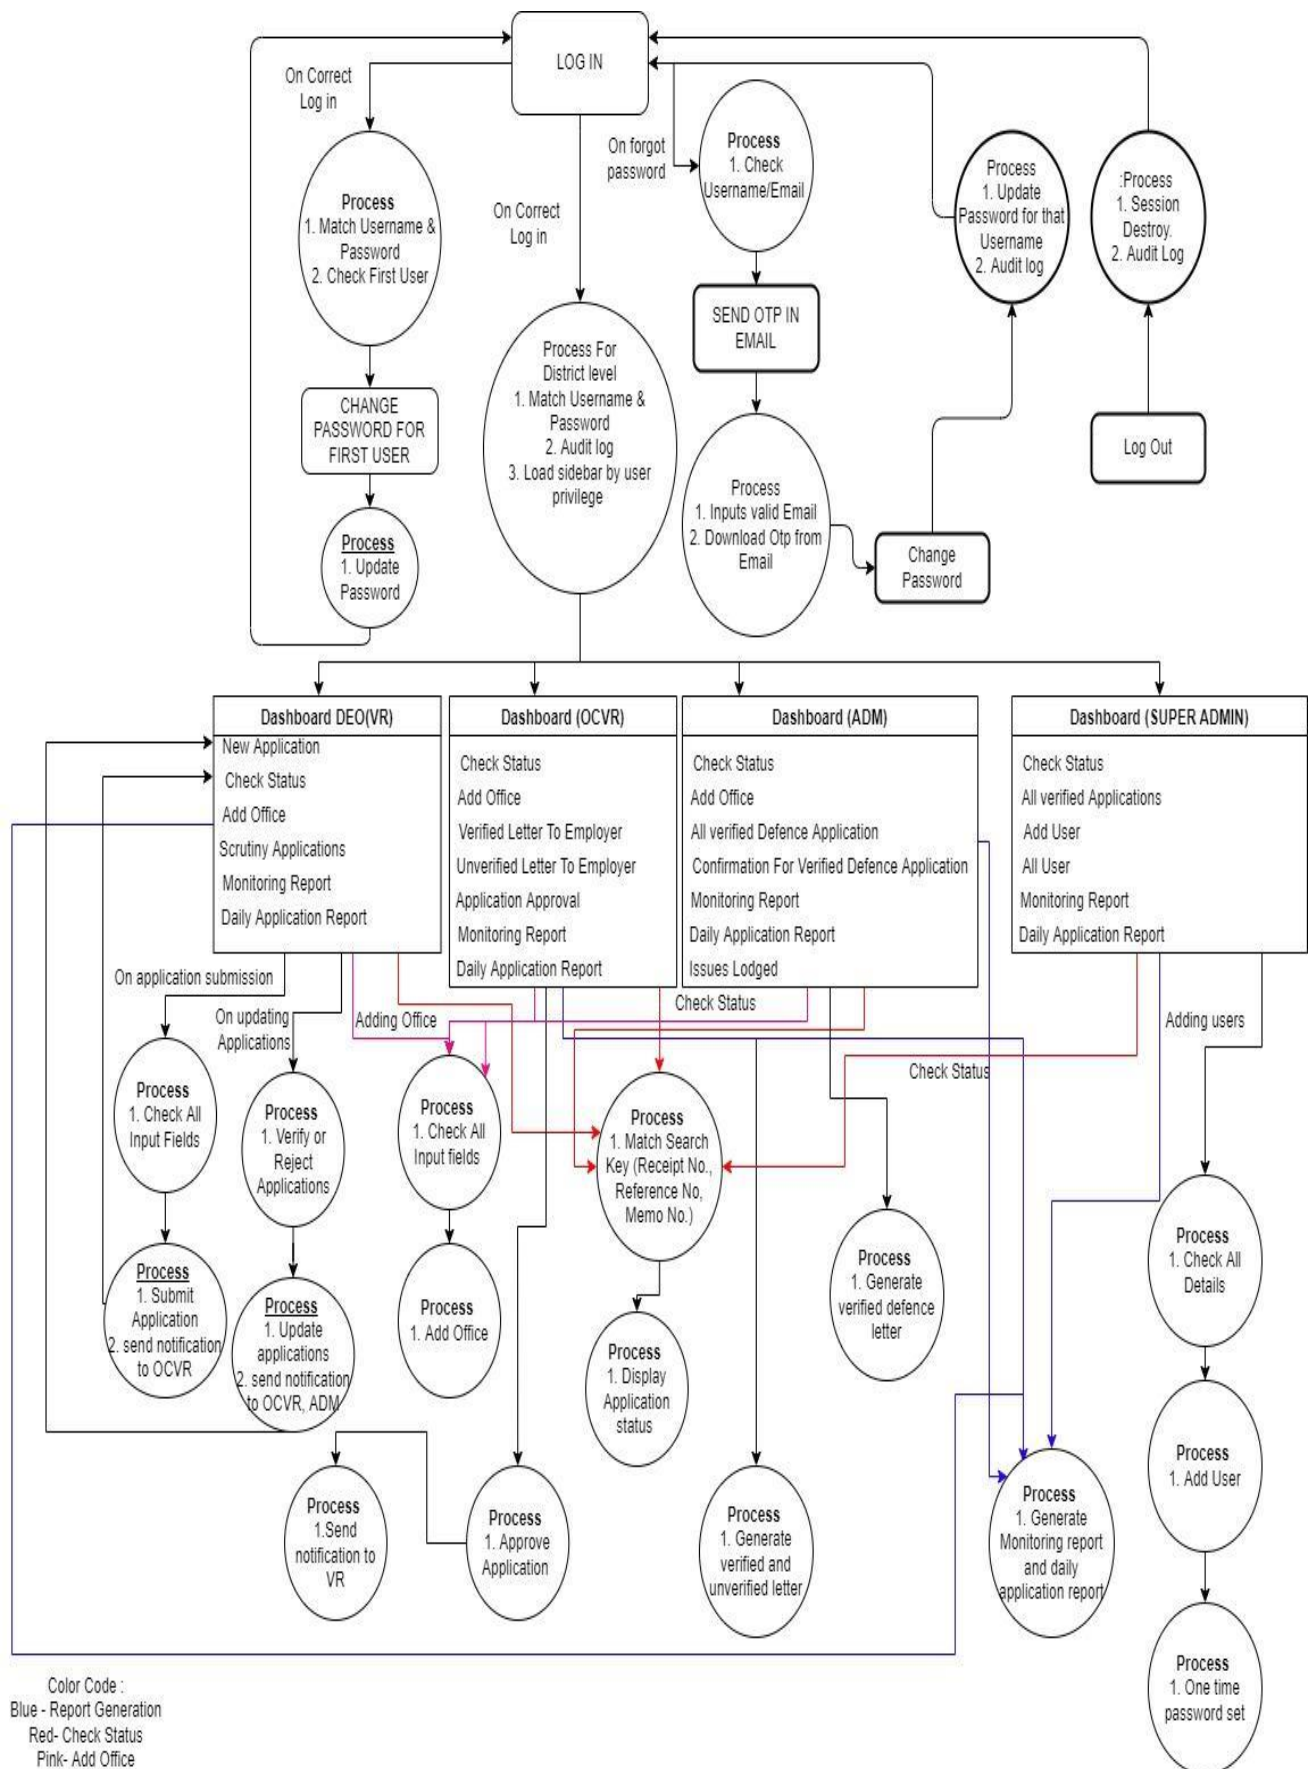 LOG IN
On Correct
Log in
Process
1. Match Username &
Password
2. Check First User
CHANGE
PASSWORD FOR
FIRST USER
Process
1. Update
Password
On Correct
Log in
Process For
District level
1. Match Username &
Password
2. Audit log
3. Load sidebar by user
privilege
On forgot
password
Process
1. Check
Username/Email
SEND OTP IN
EMAIL
Process
1. Inputs valid Email
2. Download Otp from
Email
Change
Password
Process
1. Update
Password for that
Username
2. Audit log
:Process
1. Session
Destroy.
2. Audit Log
Log Out
Dashboard DEO(VR)
New Application
Check Status
Add Office
Scrutiny Applications
Monitoring Report
Daily Application Report
Dashboard (OCVR)
Check Status
Add Office
Verified Letter To Employer
Unverified Letter To Employer
Application Approval
Monitoring Report
Daily Application Report
Dashboard (ADM)
Check Status
Add Office
All verified Defence Application
Confirmation For Verified Defence Application
Monitoring Report
Daily Application Report
Issues Lodged
Dashboard (SUPER ADMIN)
Check Status
All verified Applications
Add User
All User
Monitoring Report
Daily Application Report
On application submission
On updating
Applications
Adding Office
Check Status
Check Status
Adding users
Process
1. Check All
Input Fields
Process
1. Verify or
Reject
Applications
Process
1. Check All
Input fields
Process
1. Match Search
Key (Receipt No.,
Reference No,
Memo No.)
Process
1. Generate
verified defence
letter
Process
1. Check All
Details
Process
1. Submit
Application
2. send notification
to OCVR
Process
1. Update
applications
2. send notification
to OCVR, ADM
Process
1. Add Office
Process
1. Display
Application
status
Process
1. Add User
Process
1.Send
notification to
VR
Process
1. Approve
Application
Process
1. Generate
verified and
unverified letter
Process
1. Generate
Monitoring report
and daily
application report
Process
1. One time
password set
Color Code :
Blue - Report Generation
Red- Check Status
Pink- Add Office